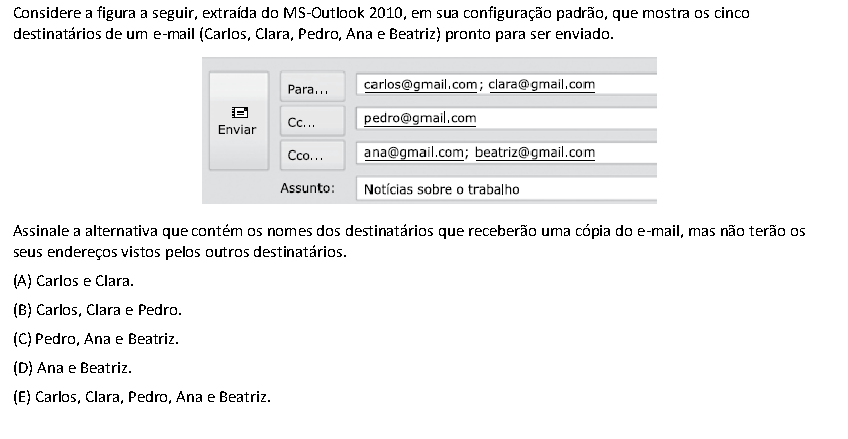 Considere a figura a seguir, extraída do MS-Outlook 2010, em sua configuração padrão, que mostra os cinco
destinatários de um e-mail (Carlos, Clara, Pedro, Ana e Beatriz) pronto para ser enviado.
Para...
carlos@gmail.com; clara@gmail.com
Enviar
Cc...
pedro@gmail.com
Cco...
ana@gmail.com; beatriz@gmail.com
Assunto:
Notícias sobre o trabalho
Assinale a alternativa que contém os nomes dos destinatários que receberão uma cópia do e-mail, mas não terão os
seus endereços vistos pelos outros destinatários.
(A) Carlos e Clara.
(B) Carlos, Clara e Pedro.
(C) Pedro, Ana e Beatriz.
(D) Ana e Beatriz.
(E) Carlos, Clara, Pedro, Ana e Beatriz.